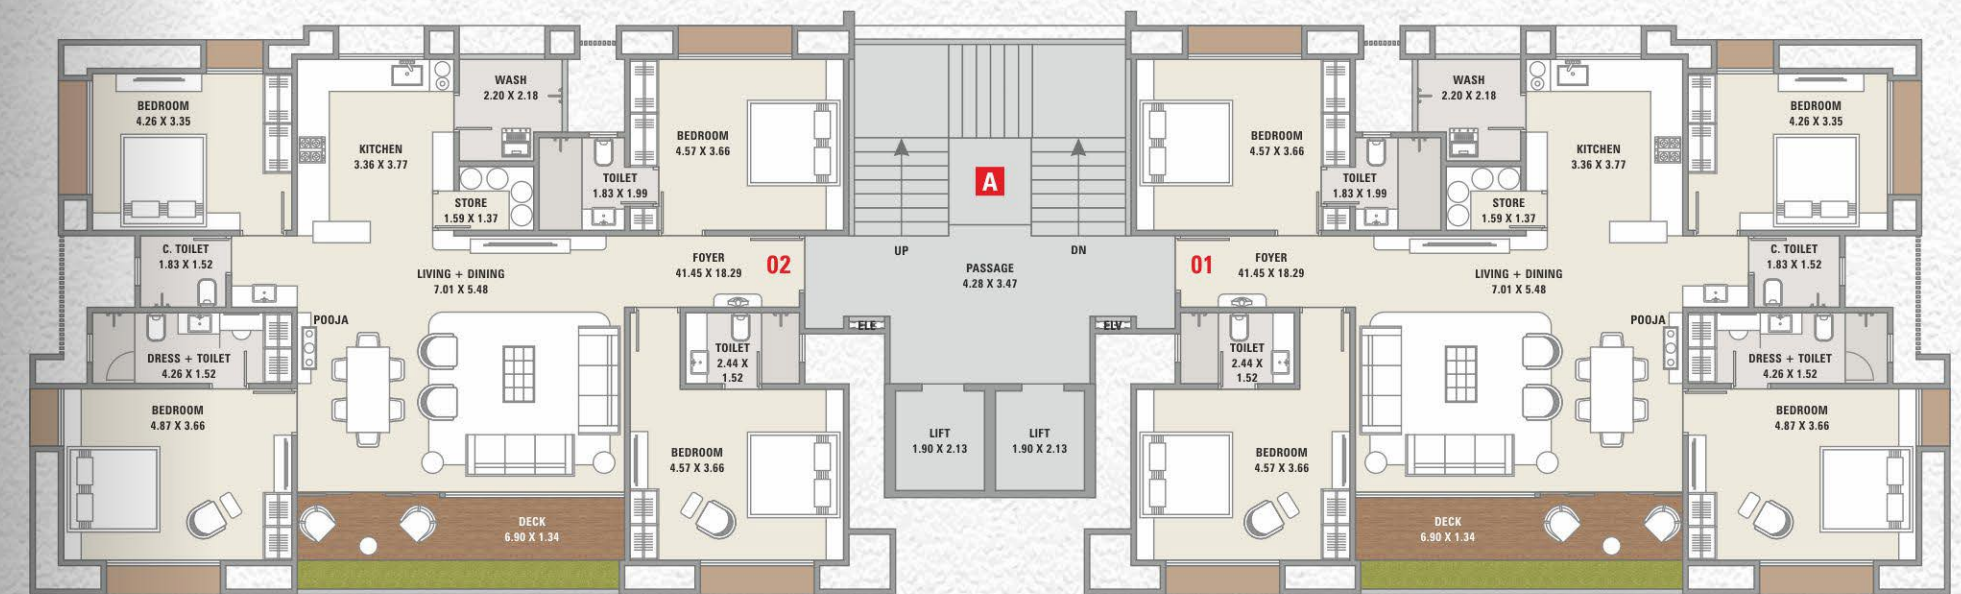 BEDROOM
4.26 X 3.35
KITCHEN
3.36 X 3.77
WASH
2.20 X 2.18
STORE
1.59 X 1.37
TOILET
1.83 X 1.99
BEDROOM
4.57 X 3.66
C. TOILET
1.83 X 1.52
LIVING + DINING
7.01 X 5.48
FOYER
41.45 X 18.29
02
POOJA
DRESS + TOILET
4.26 X 1.52
TOILET
2.44 X
1.52
BEDROOM
4.87 X 3.66
BEDROOM
4.57 X 3.66
DECK
6.90 X 1.34
A
UP
DN
PASSAGE
4.28 X 3.47
ELE
ELV
LIFT
1.90 X 2.13
LIFT
1.90 X 2.13
BEDROOM
4.57 X 3.66
TOILET
1.83 X 1.99
WASH
2.20 X 2.18
STORE
1.59 X 1.37
KITCHEN
3.36 X 3.77
BEDROOM
4.26 X 3.35
01
FOYER
41.45 X 18.29
LIVING + DINING
7.01 X 5.48
C. TOILET
1.83 X 1.52
POOJA
TOILET
2.44 X
1.52
DRESS + TOILET
4.26 X 1.52
BEDROOM
4.57 X 3.66
BEDROOM
4.87 X 3.66
DECK
6.90 X 1.34